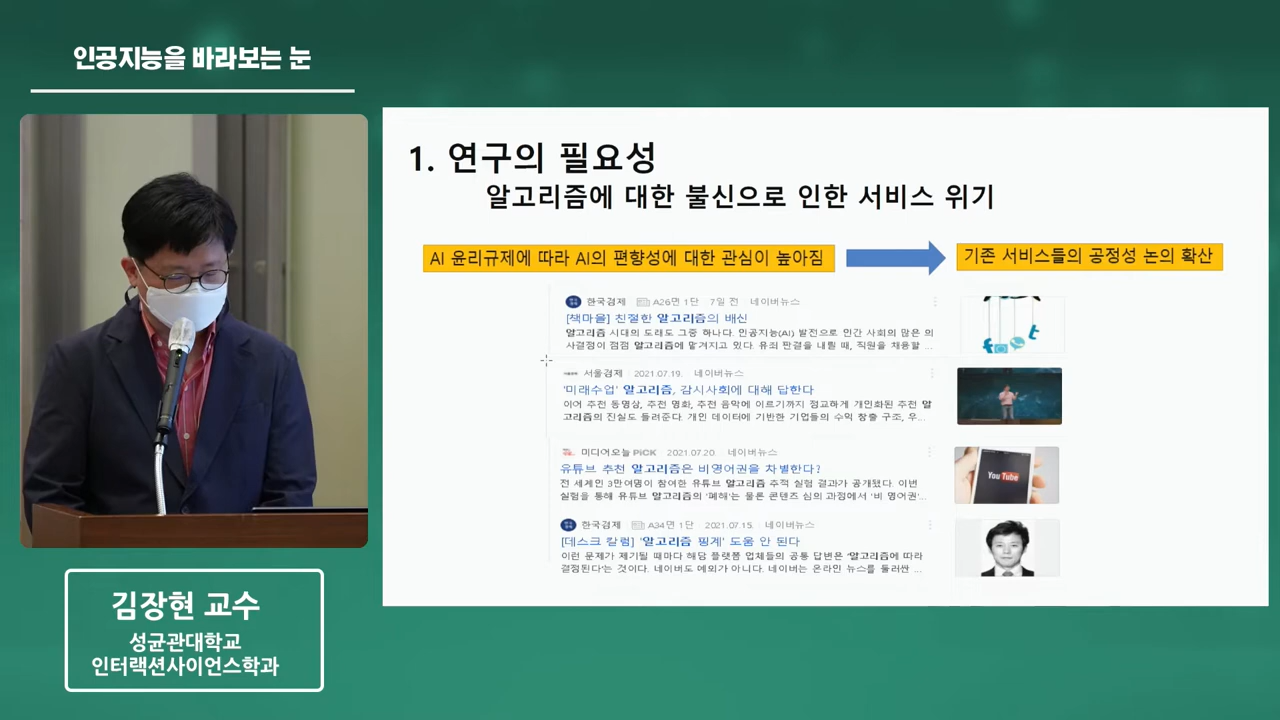 인공지능을 바라보는 눈
1. 연구의 필요성
알고리즘에 대한 불신으로 인한 서비스 위기
AI 윤리규제에 따라 AI의 편향성에 대한 관심이 높아짐
기존 서비스들의 공정성 논의 확산
한국경제 A26면 1단 7일 전 네이버뉴스
[책마을] 친절한 알고리즘의 배신
알고리즘 시대의 도래도 그중 하나다. 인공지능(AI) 발전으로 인간 사회의 많은 의
사결정이 점점 알고리즘에 맡겨지고 있다. 유죄 판결을 내릴 때, 직원을 채용할 ...
서울경제 2021.07.19. 네이버뉴스
'미래수업' 알고리즘, 감시사회에 대해 답한다
이어 추천 동영상, 추천 영화, 추천 음악에 이르기까지 정교하게 개인화된 추천 알
고리즘의 진실도 들려준다. 개인 데이터에 기반한 기업들의 수익 창출 구조, 우...
미디어오늘 PiCK 2021.07.20. 네이버뉴스
유튜브 추천 알고리즘은 비영어권을 차별한다?
전 세계인 3만여명이 참여한 유튜브 알고리즘 추적 실험 결과가 공개됐다. 이번
실험을 통해 유튜브 알고리즘의 '폐해'는 물론 콘텐츠 심의 과정에서 '비 영어권'...
You Tube
한국경제 A34면 1단 2021.07.15. 네이버뉴스
[데스크 칼럼] '알고리즘 핑계' 도움 안 된다
이런 문제가 제기될 때마다 해당 플랫폼 업체들의 공통 답변은 '알고리즘에 따라
결정된다'는 것이다. 네이버도 예외가 아니다. 네이버는 온라인 뉴스를 둘러싼 ...
김장현 교수
성균관대학교
인터랙션사이언스학과